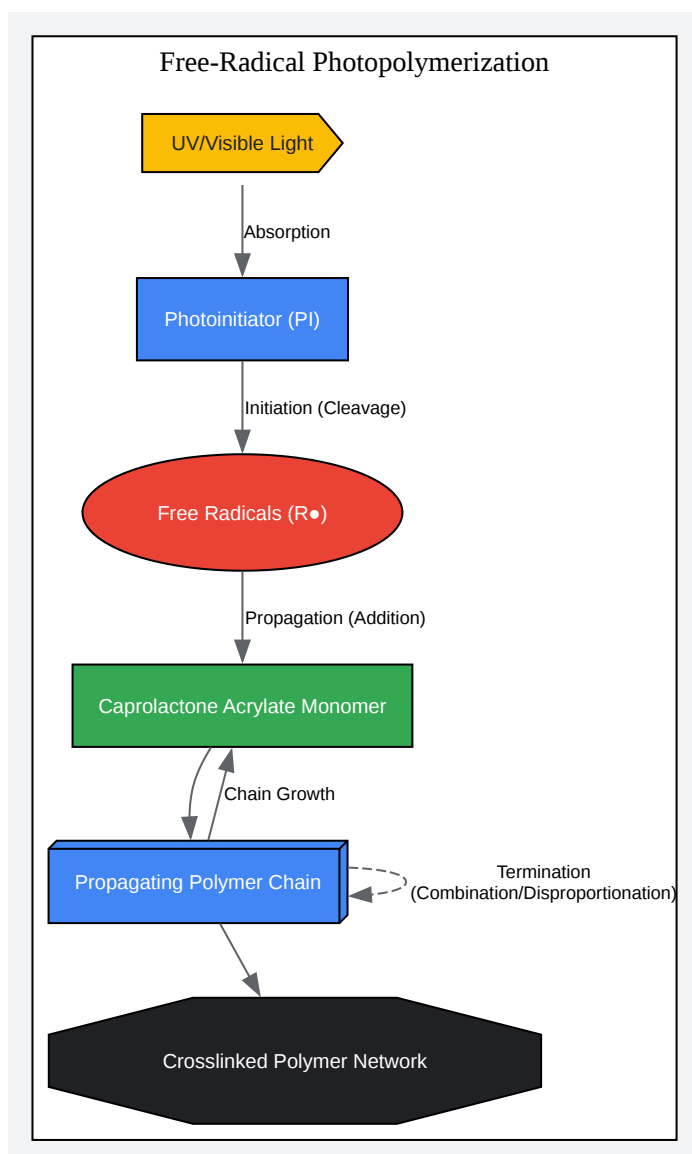 Free-Radical Photopolymerization
UV/Visible Light
Absorption
Photoinitiator (PI)
Initiation (Cleavage)
Free Radicals (R●)
Propagation (Addition)
Caprolactone Acrylate Monomer
Chain Growth
Propagating Polymer Chain
Termination
(Combination/Disproportionation)
Crosslinked Polymer Network